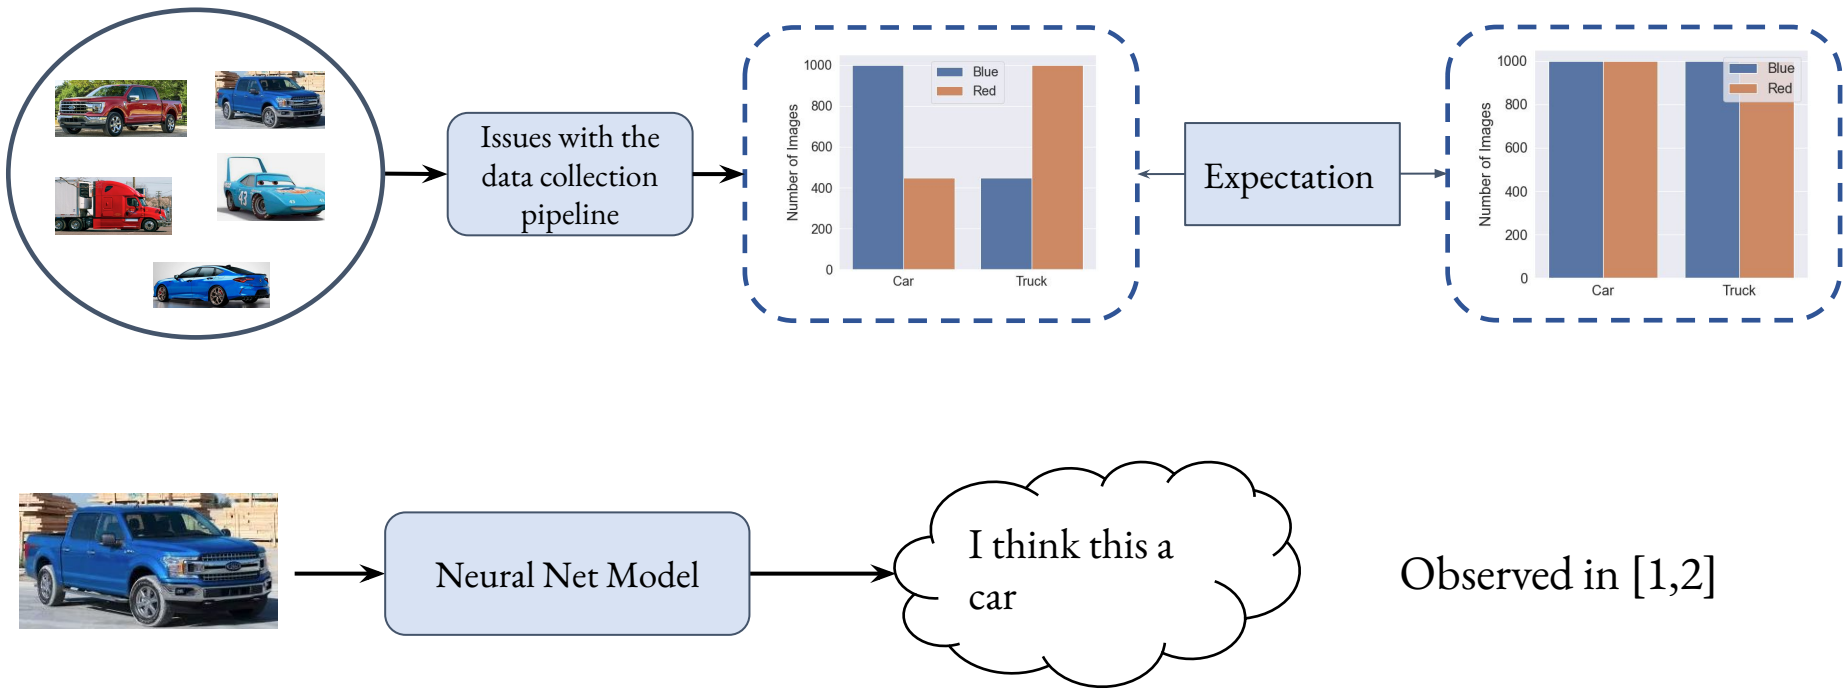 Issues with the
data collection
pipeline
Number of Images
1000
800
600
400
200
0
Blue
Red
Car
Truck
Expectation
Number of Images
1000
800
600
400
200
0
Blue
Red
Car
Truck
43
Neural Net Model
I think this a
car
Observed in [1,2]